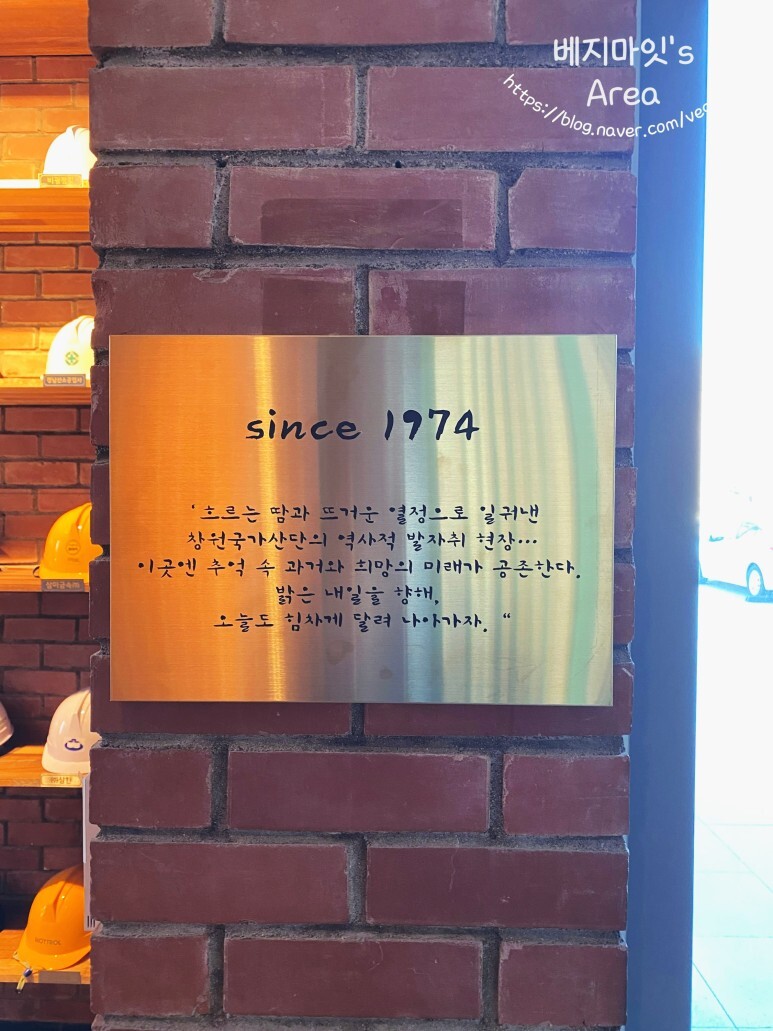 베지마잇's
Area
https://blog.naver.com/veg
since 1974
‘흐르는 땀과 뜨거운 열정으로 일궈낸
창원국가산단의 역사적 발자취 현장…
이곳엔 추억 속 과거와 희망의 미래가 공존한다.
밝은 내일을 향해,
오늘도 힘차게 달려 나아가자. “